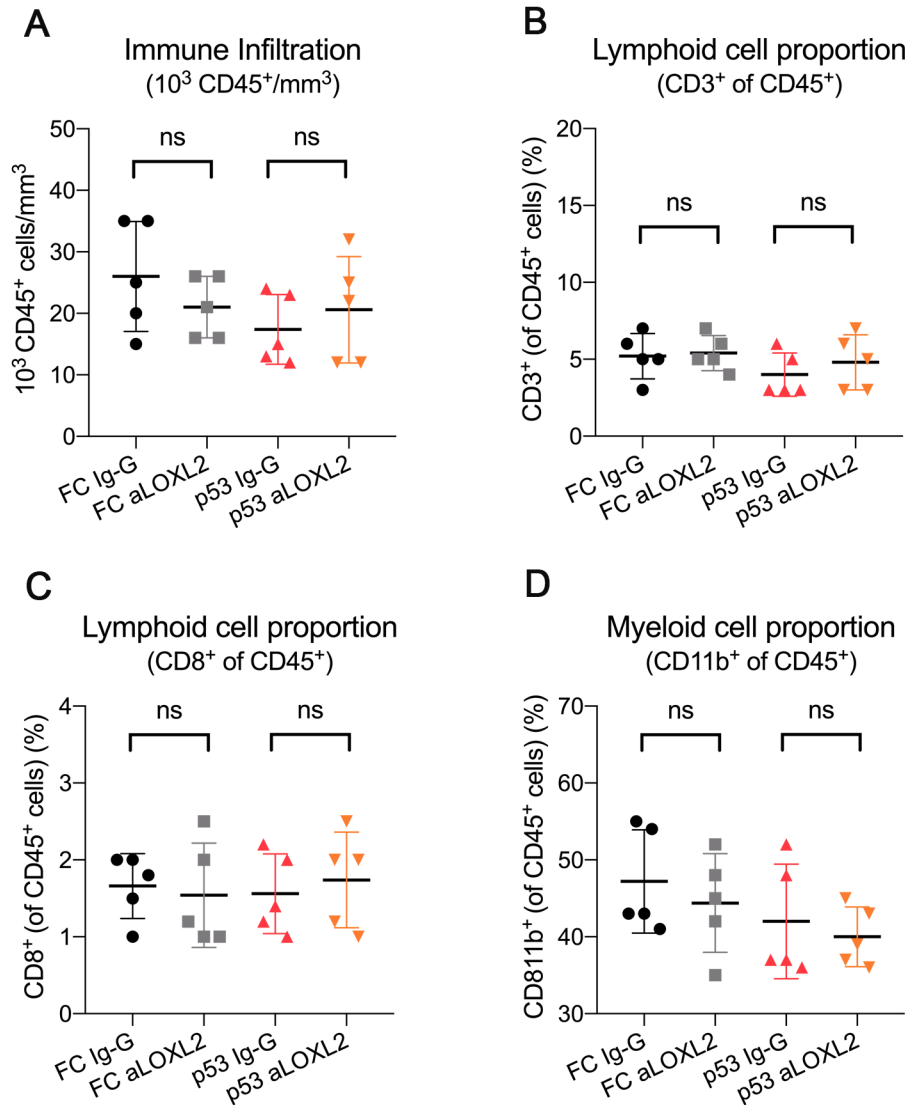 A
Immune Infiltration
(10³ CD45⁺/mm³)
10³ CD45⁺ cells/mm³
50
40
30
20
10
0
ns
ns
FC Ig-G
FC aLOXL2
p53 Ig-G
p53 aLOXL2
B
Lymphoid cell proportion
(CD3⁺ of CD45⁺)
CD3⁺ (of CD45⁺ cells) (%)
20
15
10
5
0
ns
ns
FC Ig-G
FC aLOXL2
p53 Ig-G
p53 aLOXL2
C
Lymphoid cell proportion
(CD8⁺ of CD45⁺)
CD8⁺ (of CD45⁺ cells) (%)
4
3
2
1
0
ns
ns
FC Ig-G
FC aLOXL2
p53 Ig-G
p53 aLOXL2
D
Myeloid cell proportion
(CD11b⁺ of CD45⁺)
CD811b⁺ (of CD45⁺ cells) (%)
70
60
50
40
30
ns
ns
FC Ig-G
FC aLOXL2
p53 Ig-G
p53 aLOXL2